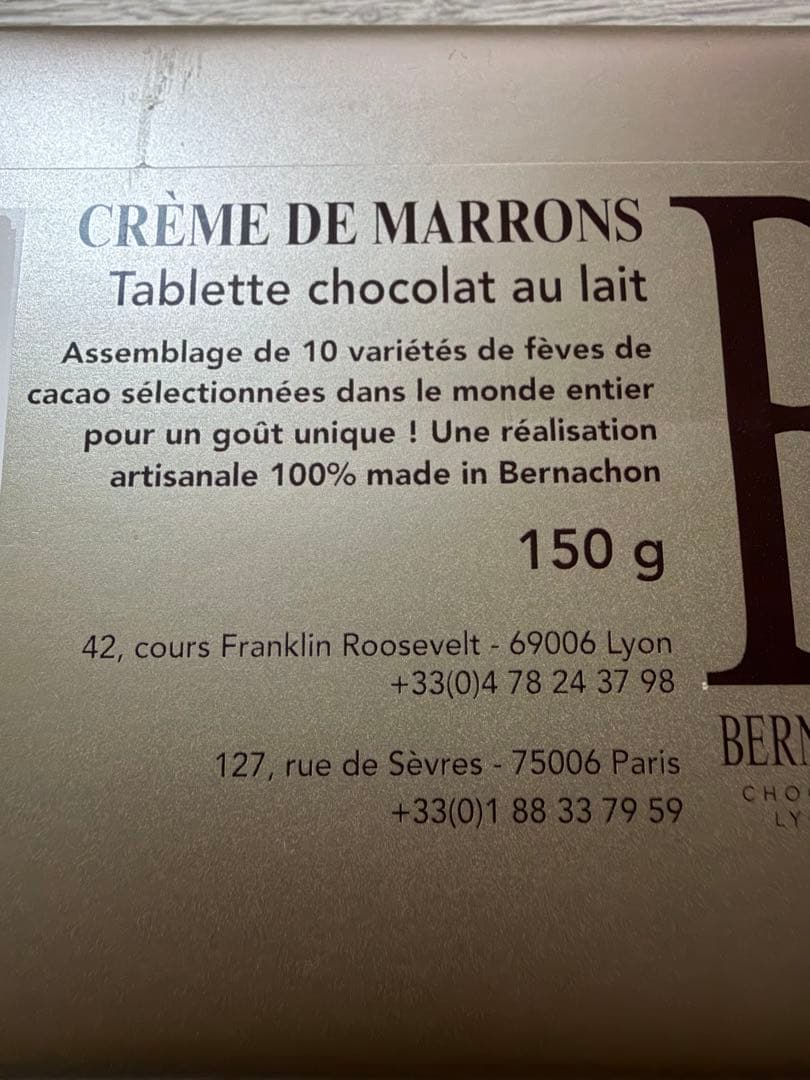 CRÈME DE MARRONS
Tablette chocolat au lait
Assemblage de 10 variétés de fèves de
cacao sélectionnées dans le monde entier
pour un goût unique ! Une réalisation
artisanale 100% made in Bernachon
150 g
42, cours Franklin Roosevelt - 69006 Lyon
+33(0)4 78 24 37 98
127, rue de Sèvres - 75006 Paris
+33(0)1 88 33 79 59